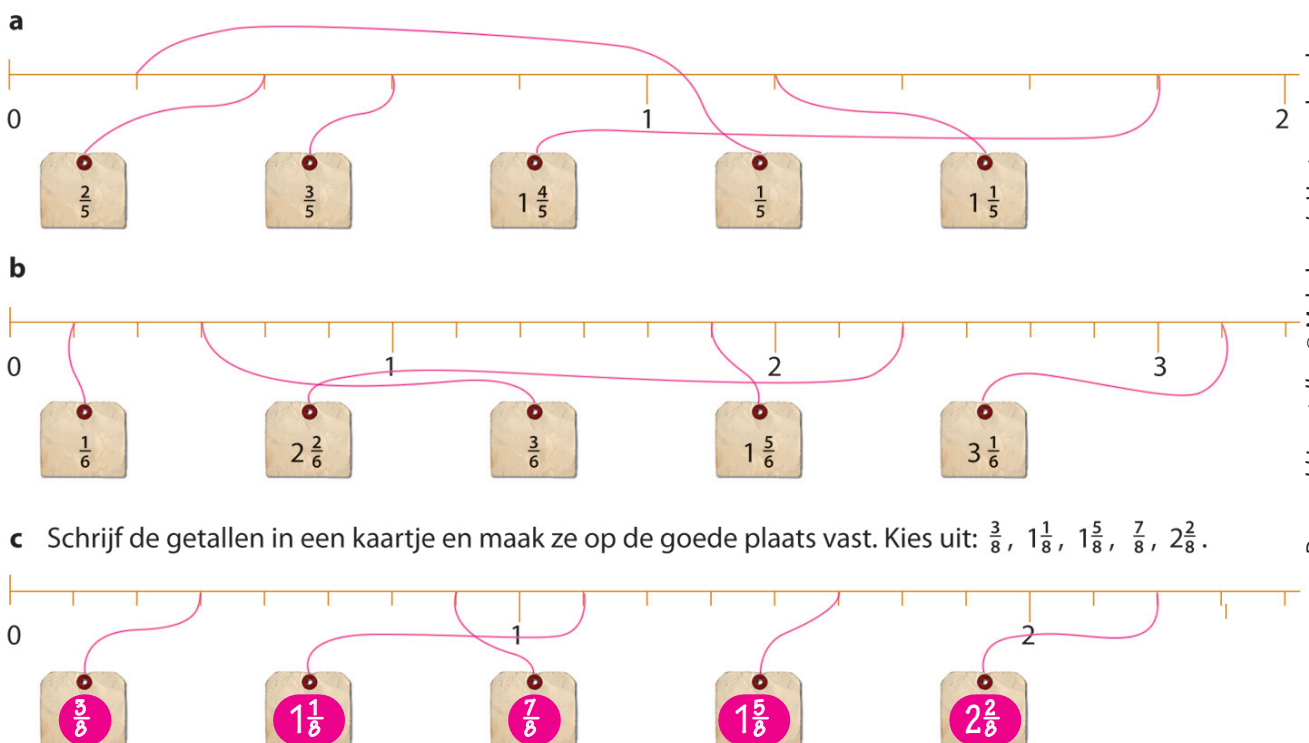 a
0 1 2
2/5 3/5 1 4/5 1/5 1 1/5
b
0 1 2 3
1/6 2 2/6 3/6 1 5/6 3 1/6
c Schrijf de getallen in een kaartje en maak ze op de goede plaats vast. Kies uit: 3/8, 1 1/8, 1 5/8, 7/8, 2 2/8.
0 1 2
3/8 1 1/8 7/8 1 5/8 2 2/8